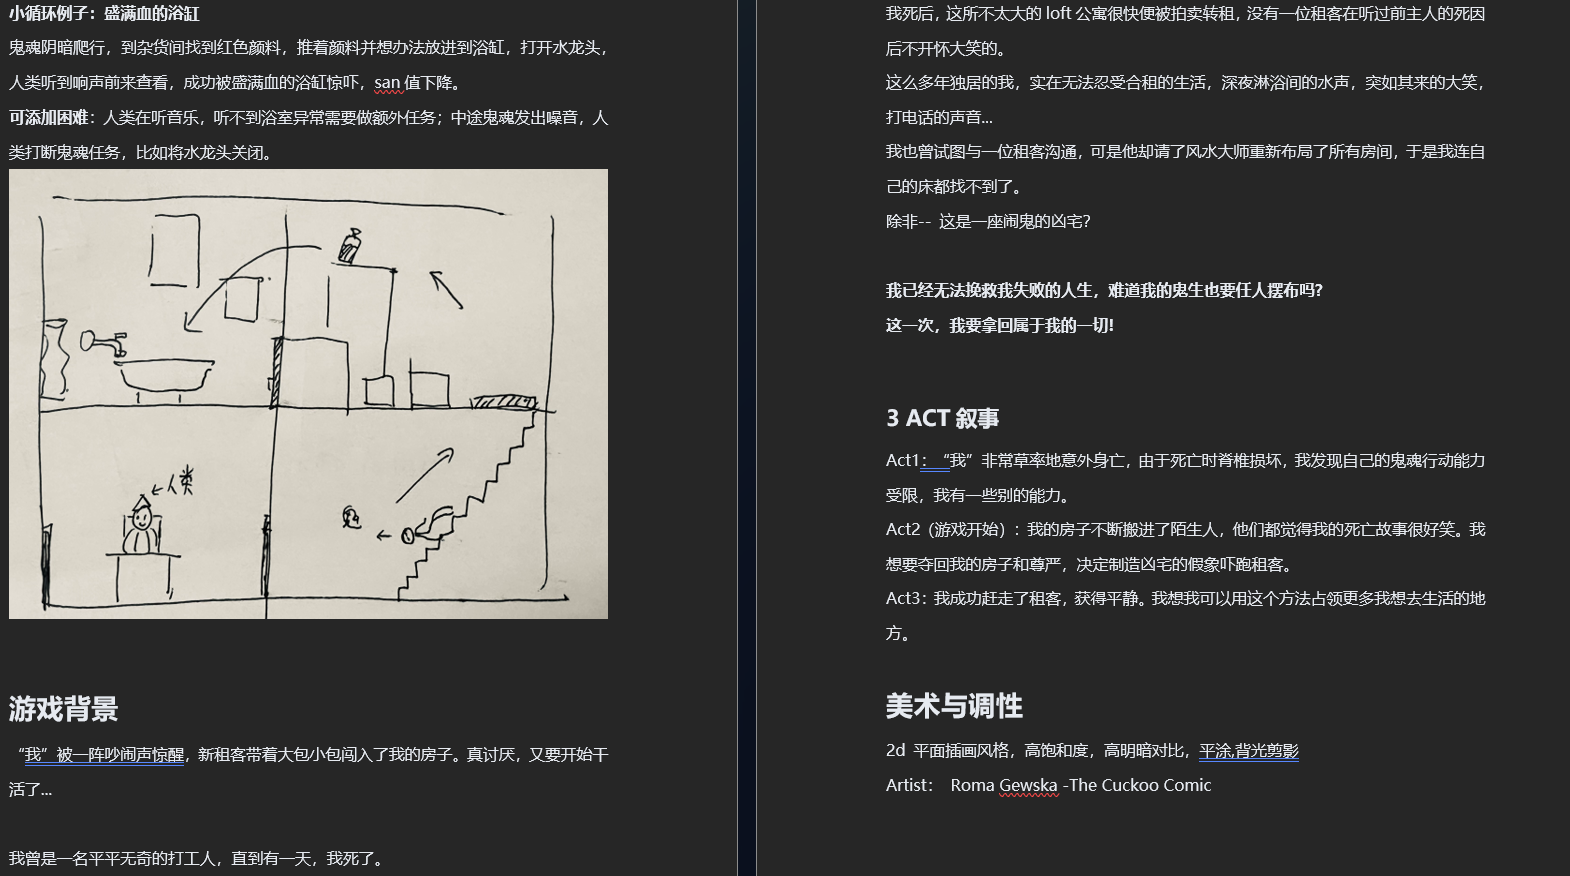 小循环例子：盛满血的浴缸
鬼魂阴暗爬行，到杂货间找到红色颜料，推着颜料并想办法放进到浴缸，打开水龙头，
人类听到响声前来查看，成功被盛满血的浴缸惊吓，san 值下降。
可添加困难：人类在听音乐，听不到浴室异常需要做额外任务；中途鬼魂发出噪音，人
类打断鬼魂任务，比如将水龙头关闭。
人类
鬼
游戏背景
“我”被一阵吵闹声惊醒，新租客带着大包小包闯入了我的房子。真讨厌，又要开始干
活了...
我曾是一名平平无奇的打工人，直到有一天，我死了。
我死后，这所不太大的 loft 公寓很快便被拍卖转租，没有一位租客在听过前主人的死因
后不开怀大笑的。
这么多年独居的我，实在无法忍受合租的生活，深夜淋浴间的水声，突如其来的大笑，
打电话的声音...
我也曾试图与一位租客沟通，可是他却请了风水大师重新布局了所有房间，于是我连自
己的床都找不到了。
除非-- 这是一座闹鬼的凶宅？
我已经无法挽救我失败的人生，难道我的鬼生也要任人摆布吗？
这一次，我要拿回属于我的一切！
3 ACT 叙事
Act1：“我”非常草率地意外身亡，由于死亡时脊椎损坏，我发现自己的鬼魂行动能力
受限，我有一些别的能力。
Act2（游戏开始）：我的房子不断搬进了陌生人，他们都觉得我的死亡故事很好笑。我
想要夺回我的房子和尊严，决定制造凶宅的假象吓跑租客。
Act3：我成功赶走了租客，获得平静。我想我可以用这个方法占领更多我想去生活的地
方。
美术与调性
2d 平面插画风格，高饱和度，高明暗对比，平涂,背光剪影
Artist： Roma Gewska -The Cuckoo Comic